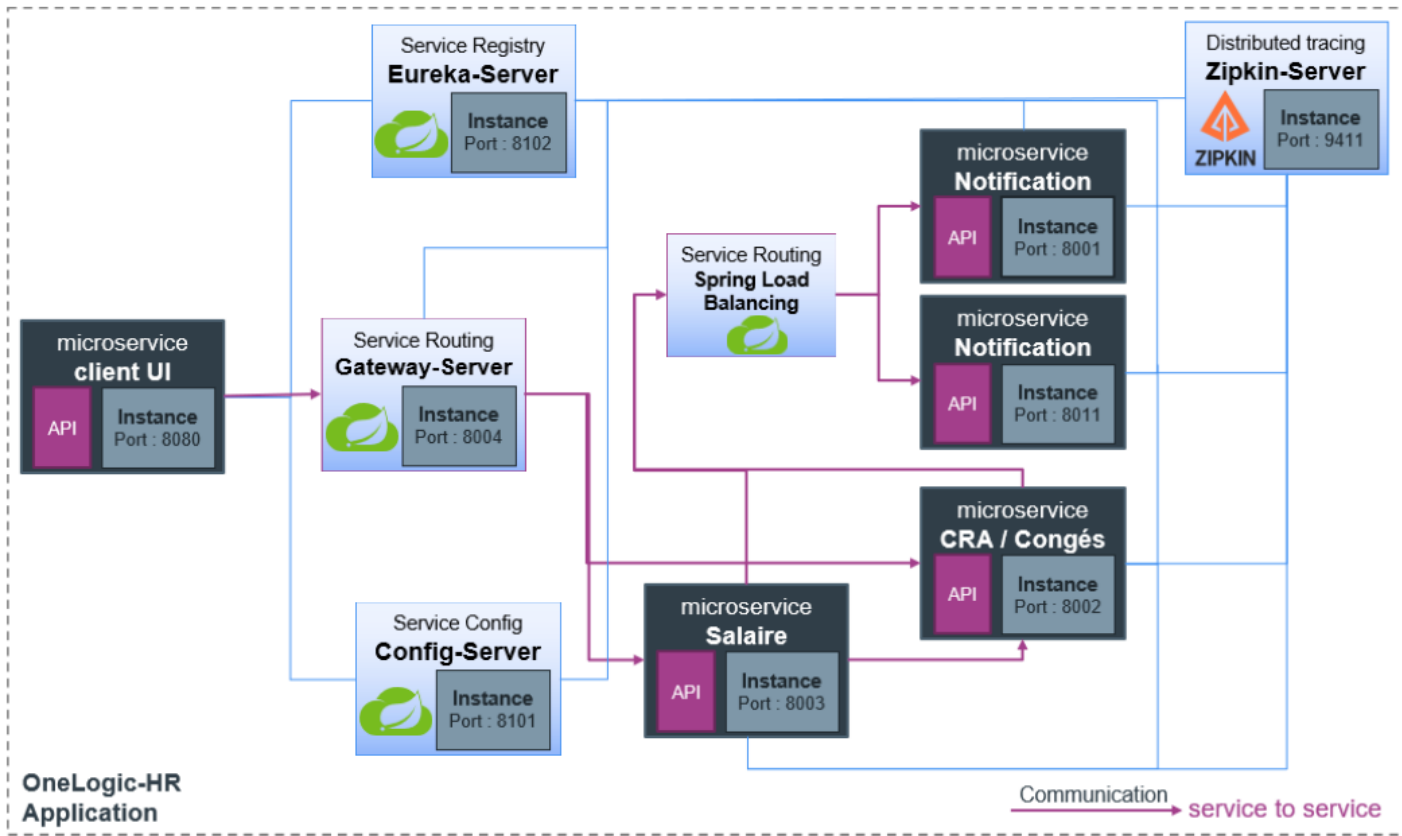 Service Registry
Eureka-Server
Instance
Port : 8102
Distributed tracing
Zipkin-Server
ZIPKIN
Instance
Port : 9411
microservice
Notification
API
Instance
Port : 8001
Service Routing
Spring Load
Balancing
microservice
Notification
API
Instance
Port : 8011
microservice
client UI
API
Instance
Port : 8080
Service Routing
Gateway-Server
Instance
Port : 8004
microservice
CRA / Congés
API
Instance
Port : 8002
microservice
Salaire
API
Instance
Port : 8003
Service Config
Config-Server
Instance
Port : 8101
OneLogic-HR
Application
Communication
service to service